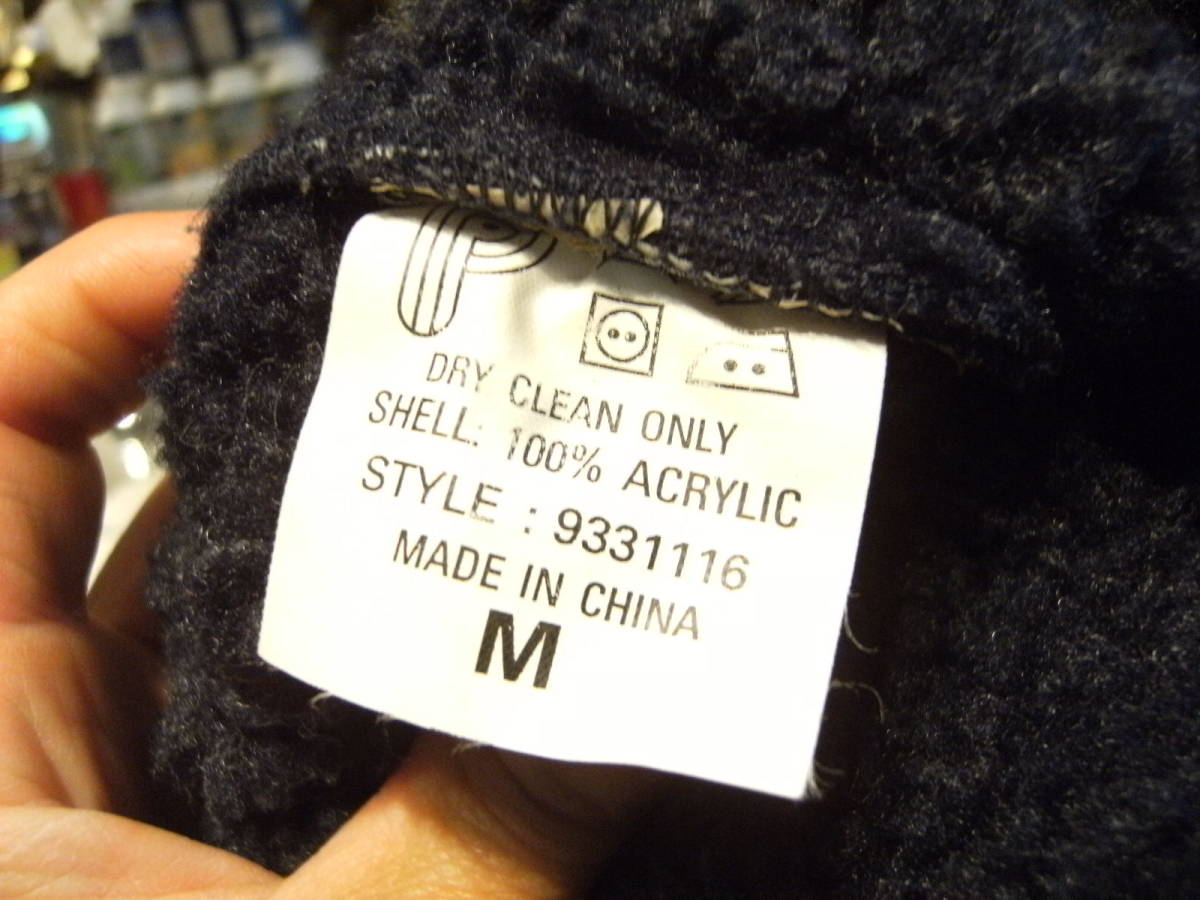 P
DRY CLEAN ONLY
SHELL: 100% ACRYLIC
STYLE : 9331116
MADE IN CHINA
M